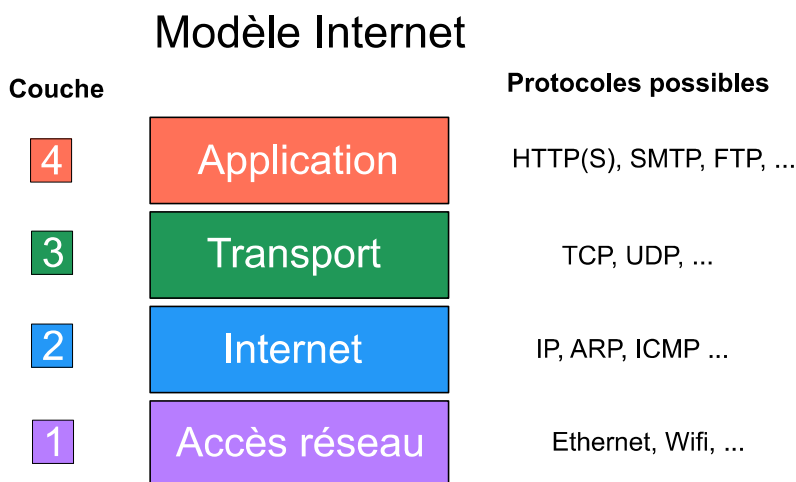 Modèle Internet
Couche
Protocoles possibles
4 Application HTTP(S), SMTP, FTP, ...
3 Transport TCP, UDP, ...
2 Internet IP, ARP, ICMP ...
1 Accès réseau Ethernet, Wifi, ...